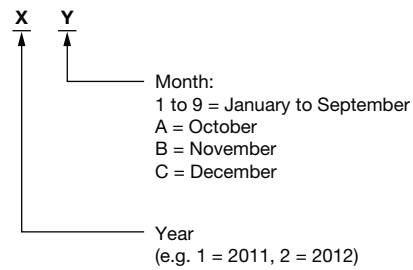 X Y
Month:
1 to 9 = January to September
A = October
B = November
C = December
Year
(e.g. 1 = 2011, 2 = 2012)